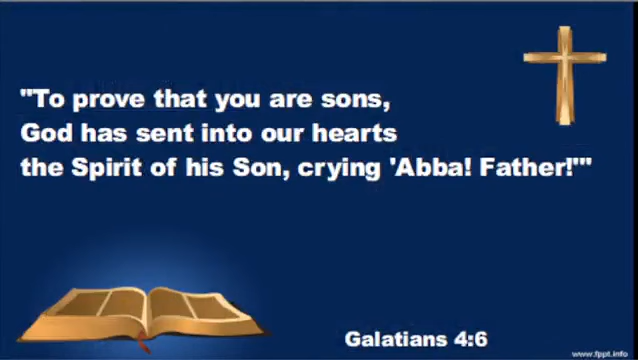 "To prove that you are sons,
God has sent into our hearts
the Spirit of his Son, crying 'Abba! Father!'"
Galatians 4:6
www.fppt.info